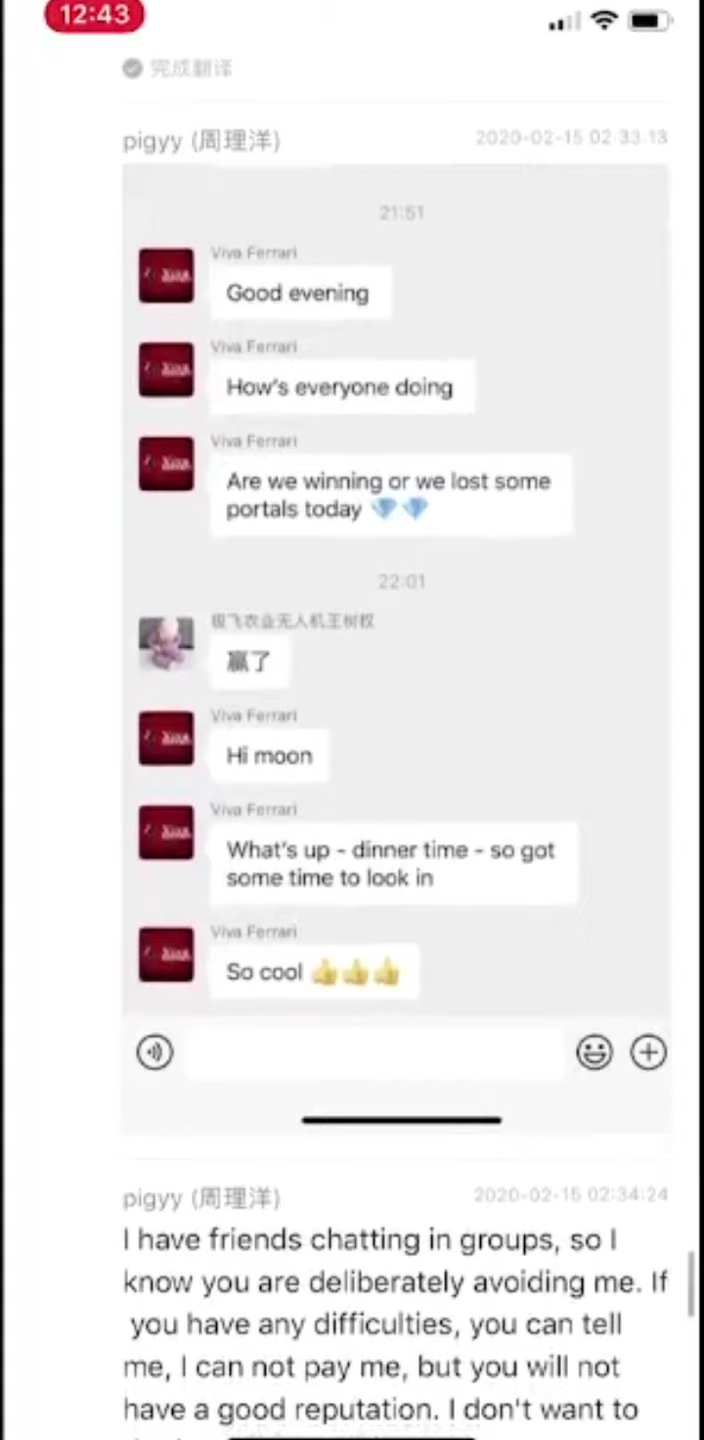 12:43
完成翻译
pigyy (周理洋)
2020-02-15 02:33:13
21:51
Viva Ferrari
Good evening
Viva Ferrari
How's everyone doing
Viva Ferrari
Are we winning or we lost some
portals today 💎💎
22:01
极飞农业无人机王树权
赢了
Viva Ferrari
Hi moon
Viva Ferrari
What's up - dinner time - so got
some time to look in
Viva Ferrari
So cool 👍👍👍
pigyy (周理洋)
2020-02-15 02:34:24
I have friends chatting in groups, so I
know you are deliberately avoiding me. If
you have any difficulties, you can tell
me, I can not pay me, but you will not
have a good reputation. I don't want to